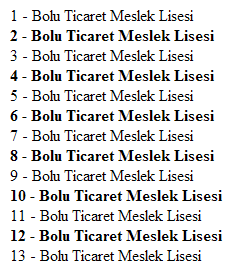 1 - Bolu Ticaret Meslek Lisesi
2 - Bolu Ticaret Meslek Lisesi
3 - Bolu Ticaret Meslek Lisesi
4 - Bolu Ticaret Meslek Lisesi
5 - Bolu Ticaret Meslek Lisesi
6 - Bolu Ticaret Meslek Lisesi
7 - Bolu Ticaret Meslek Lisesi
8 - Bolu Ticaret Meslek Lisesi
9 - Bolu Ticaret Meslek Lisesi
10 - Bolu Ticaret Meslek Lisesi
11 - Bolu Ticaret Meslek Lisesi
12 - Bolu Ticaret Meslek Lisesi
13 - Bolu Ticaret Meslek Lisesi